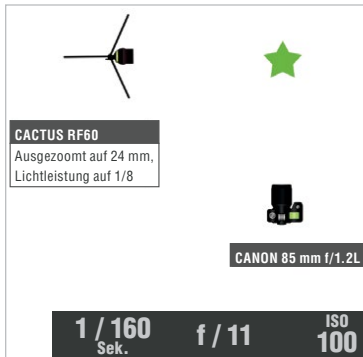 CACTUS RF60
Ausgezoomt auf 24 mm,
Lichtleistung auf 1/8
CANON 85 mm f/1.2L
1 / 160
Sek.
f / 11
ISO
100